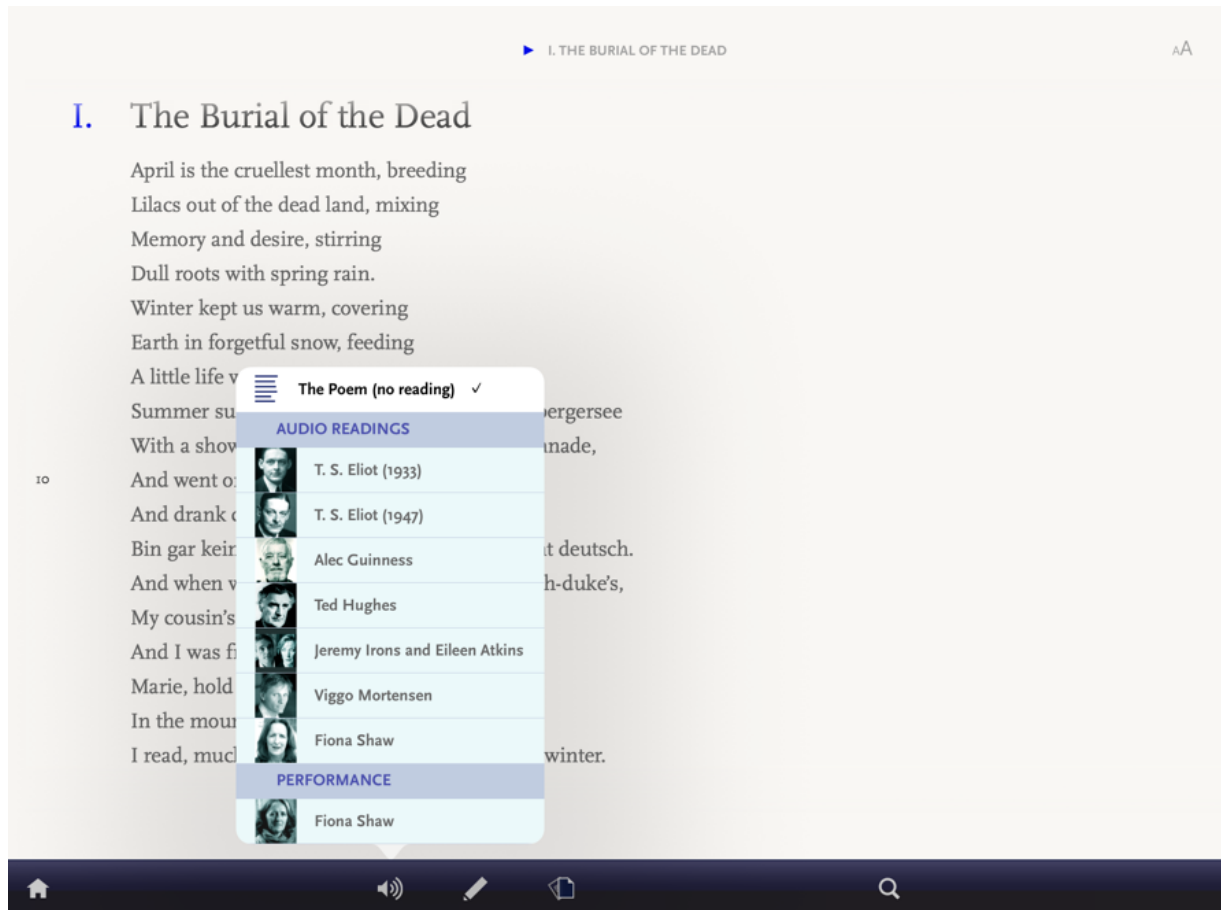 ► I. THE BURIAL OF THE DEAD
AA
I. The Burial of the Dead
April is the cruellest month, breeding
Lilacs out of the dead land, mixing
Memory and desire, stirring
Dull roots with spring rain.
Winter kept us warm, covering
Earth in forgetful snow, feeding
A little life
Summer bergersee
With a show nade,
10 And went
And drank
Bin gar kein t deutsch.
And when h-duke's,
My cousin's
And I was
Marie, hold
In the
I read, winter.
The Poem (no reading) ✓
AUDIO READINGS
T. S. Eliot (1933)
T. S. Eliot (1947)
Alec Guinness
Ted Hughes
Jeremy Irons and Eileen Atkins
Viggo Mortensen
Fiona Shaw
PERFORMANCE
Fiona Shaw